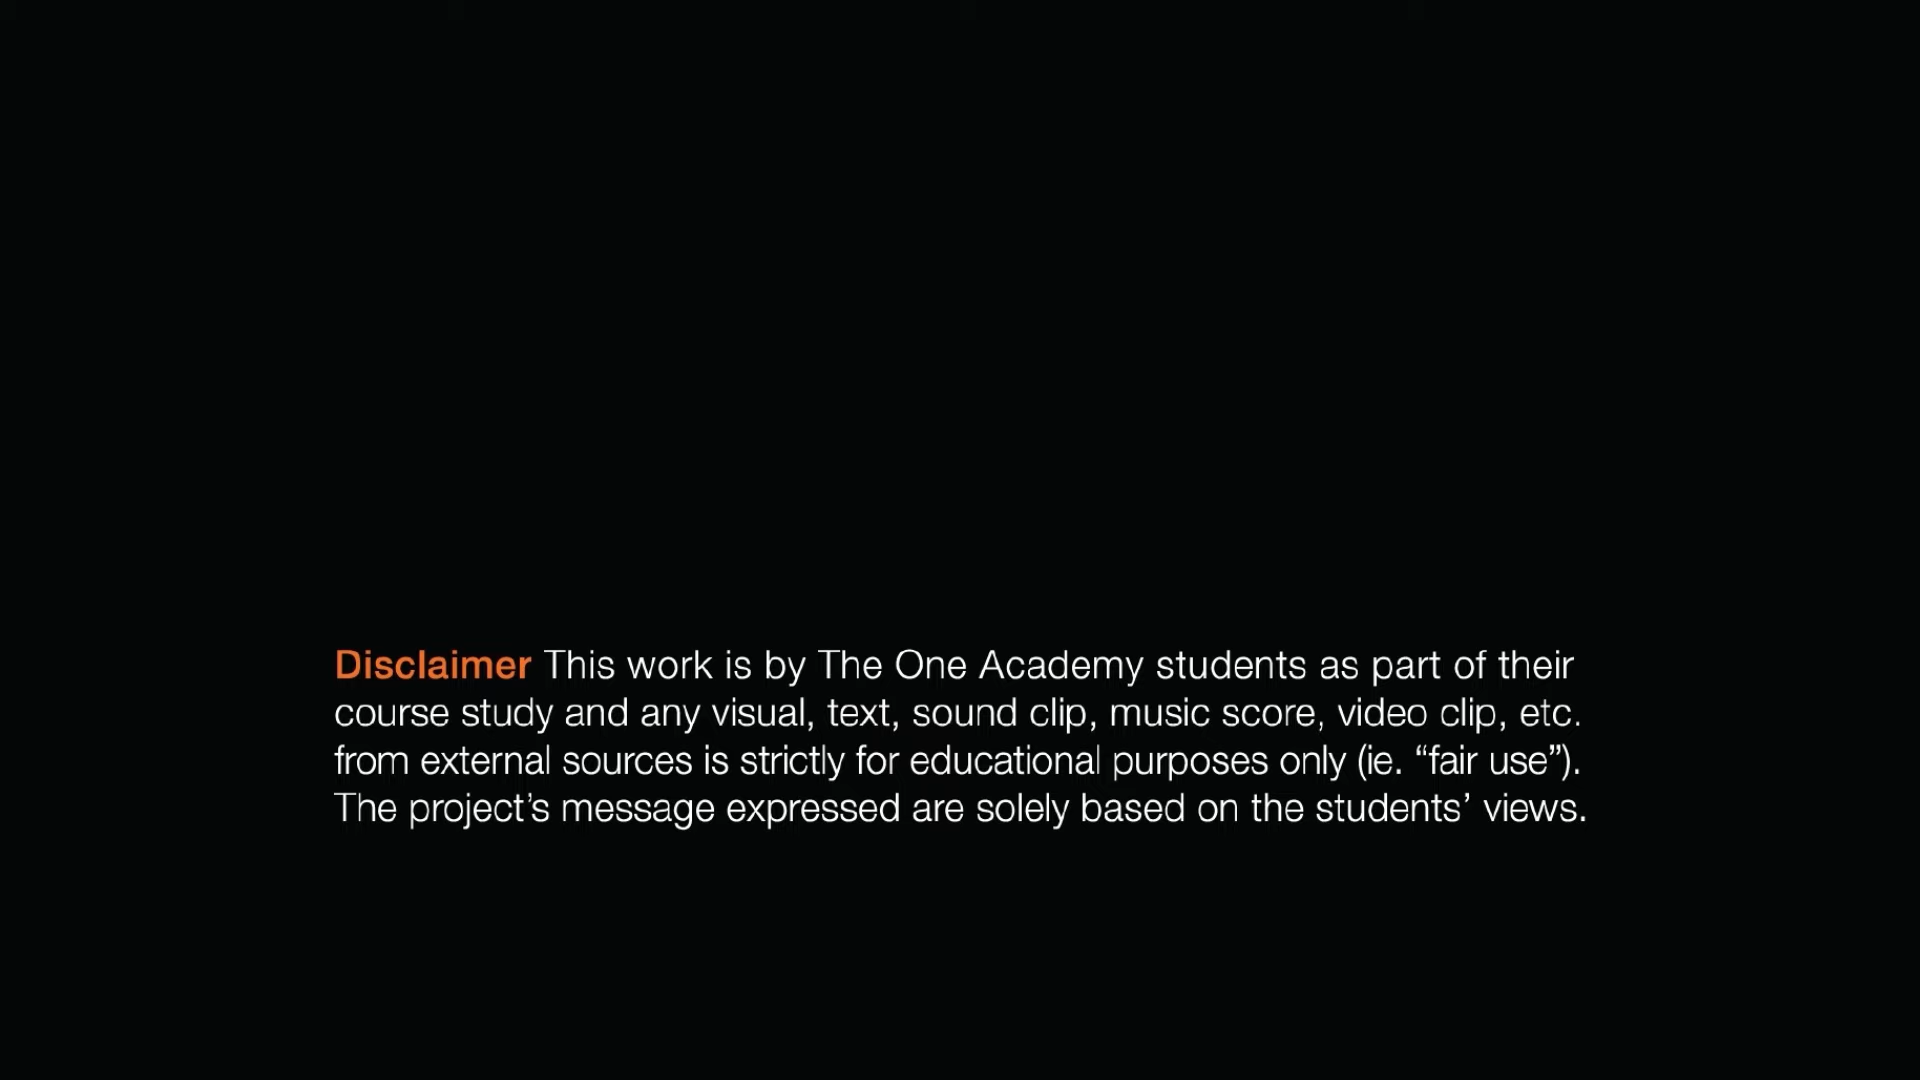 Disclaimer This work is by The One Academy students as part of their
course study and any visual, text, sound clip, music score, video clip, etc.
from external sources is strictly for educational purposes only (ie. “fair use”).
The project’s message expressed are solely based on the students’ views.